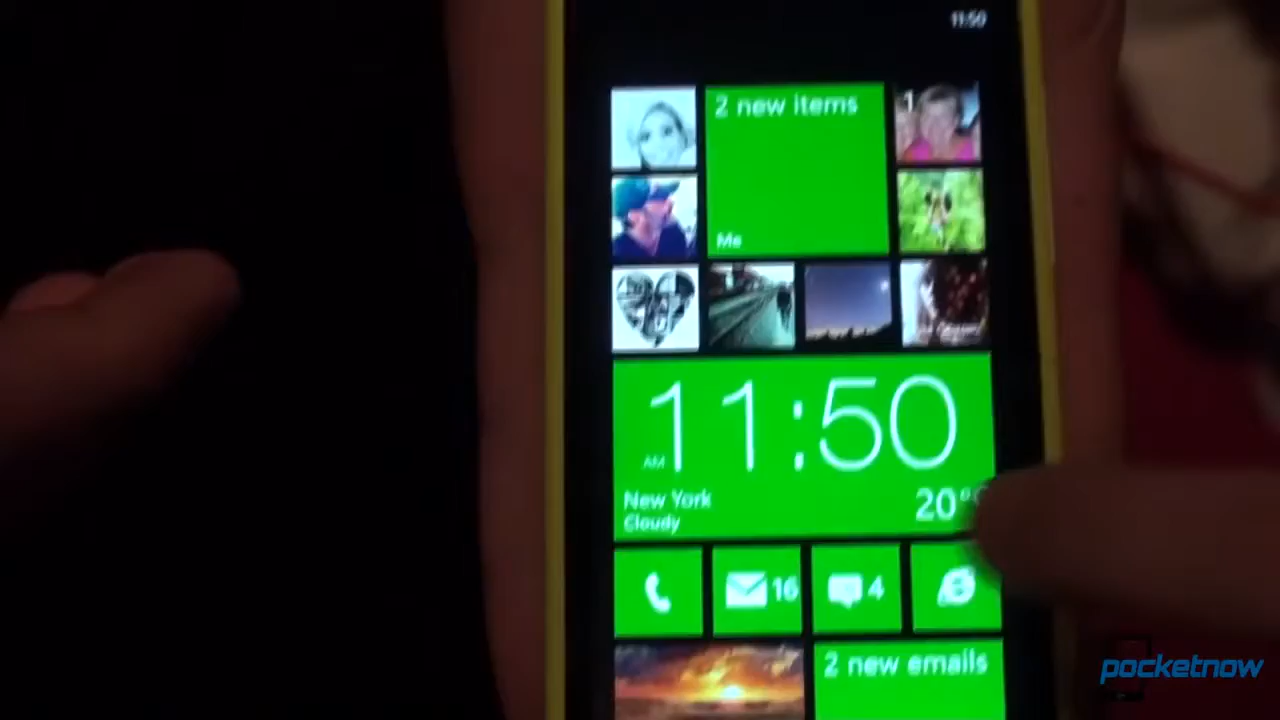 11:50
2 new items
1
Me
11:50
AM
New York
20°
Cloudy
16
4
2 new emails
pocketnow